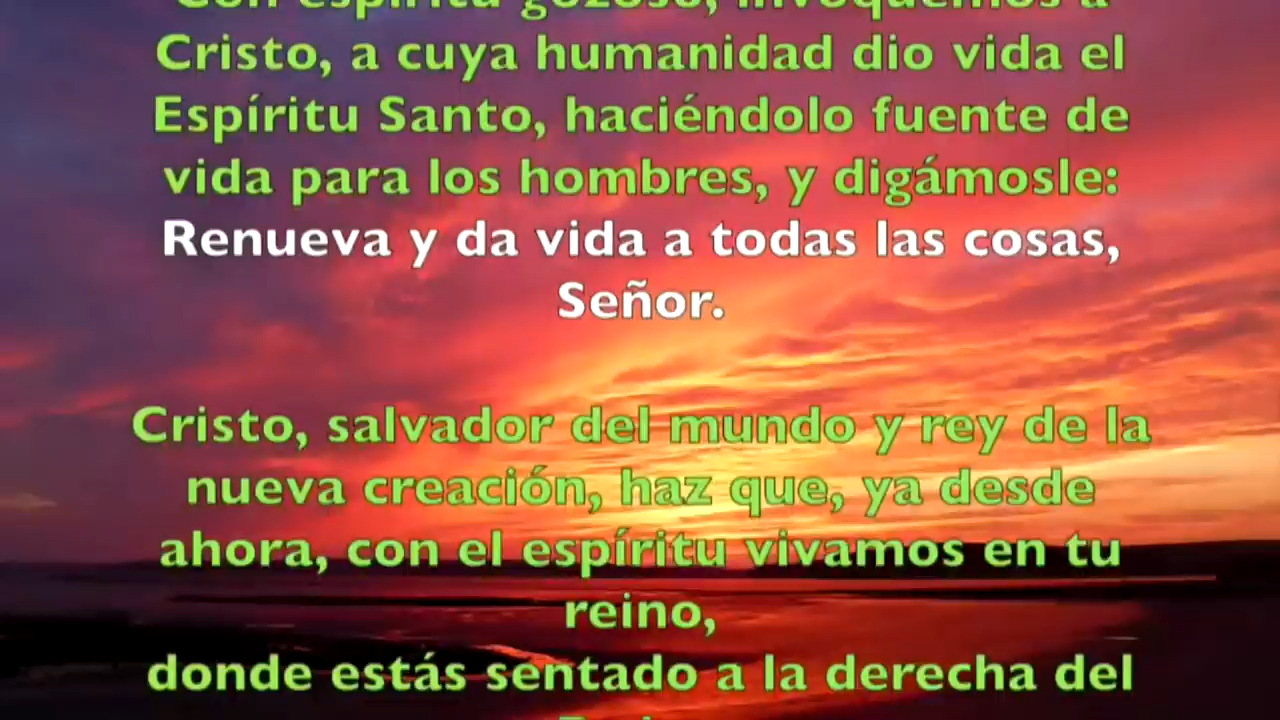 Con espíritu gozoso, invoquemos a
Cristo, a cuya humanidad dio vida el
Espíritu Santo, haciéndolo fuente de
vida para los hombres, y digámosle:
Renueva y da vida a todas las cosas,
Señor.
Cristo, salvador del mundo y rey de la
nueva creación, haz que, ya desde
ahora, con el espíritu vivamos en tu
reino,
donde estás sentado a la derecha del